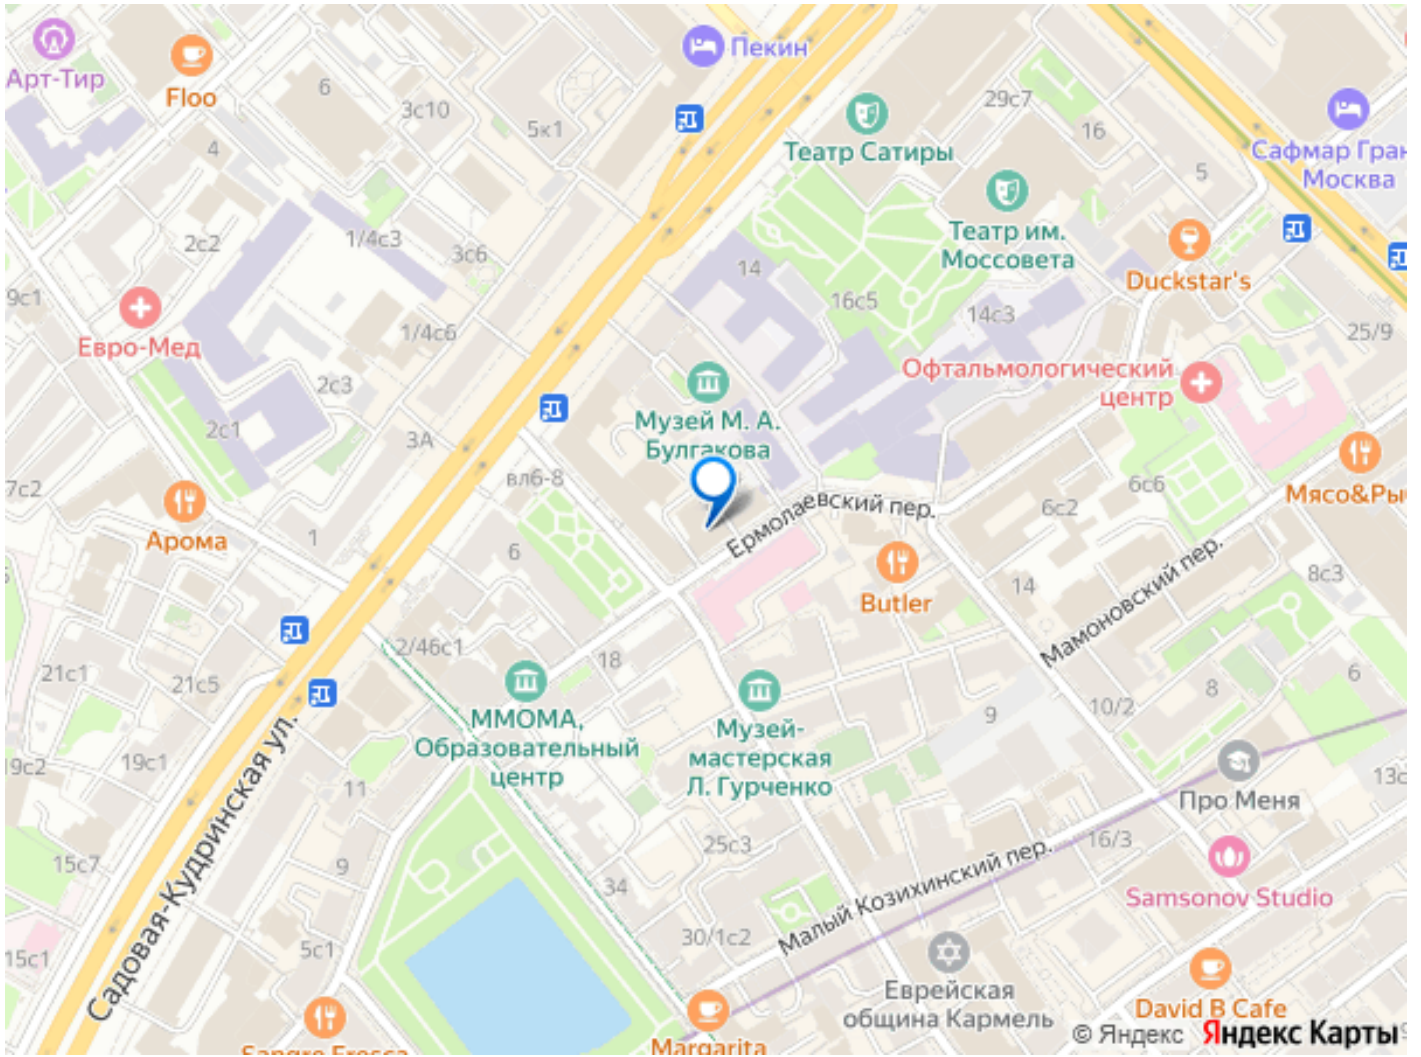 Пекин
Арт-Тир
Floo
6
3с10
5к1
4
29с7
16
Театр Сатиры
Сафмар Гран
Москва
5
Театр им.
Моссовета
Duckstar's
2с2
1/4с3
3с6
14
16с5
14с3
9с1
Евро-Мед
1/4с6
25/9
Офтальмологический
центр
2с3
Музей М. А.
Булгакова
2с1
3А
вл6-8
7с2
6с6
Мясо&Ры
Арома
1
6
Ермолаевский пер.
6с2
Butler
14
8с3
Мамоновский пер.
2/46с1
18
21с1
21с5
ММОМА,
Образовательный
центр
Музей-
мастерская
Л. Гурченко
9
10/2
8
6
Садовая-Кудринская ул.
19с2
19с1
11
Про Меня
13с
15с7
9
25с3
16/3
34
Малый Козихинский пер.
Samsonov Studio
30/1с2
15с1
5с1
Еврейская
община Кармель
David B Cafe
Sangre Fresca
Margarita
© Яндекс Яндекс Карты